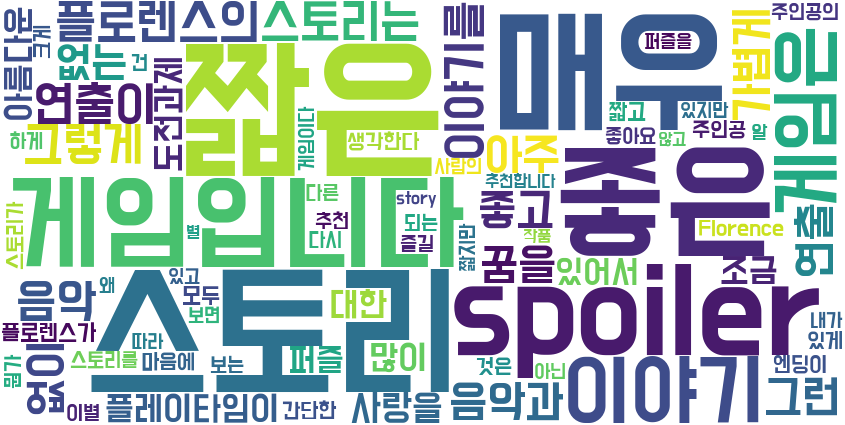 플로렌스의 스토리는
아름다운
크게
없는
건
연출이
하게
그렇게
도전과제
짧은
게임이다
생각한다
이야기를
사람의
매우
퍼즐을
주인공의
가볍게
게임은
짧고
있지만
좋아요
않고
주인공
알
아주
추천합니다
게임입니다
좋은
좋고
다른
추천
다시
story
되는
즐길
짧지만
작품
Florence
연출
스토리가
별
꿈을
있어서
조금
음악
왜
있고
모두
보면
스토리
대한
spoiler
플로렌스가
내가
있게
뭔가
없이
스토리를
따라
마음에
보는
퍼즐
많이
것은
아닌
엔딩이
이별
플레이타임이
간단한
사랑을
음악과
이야기
그런